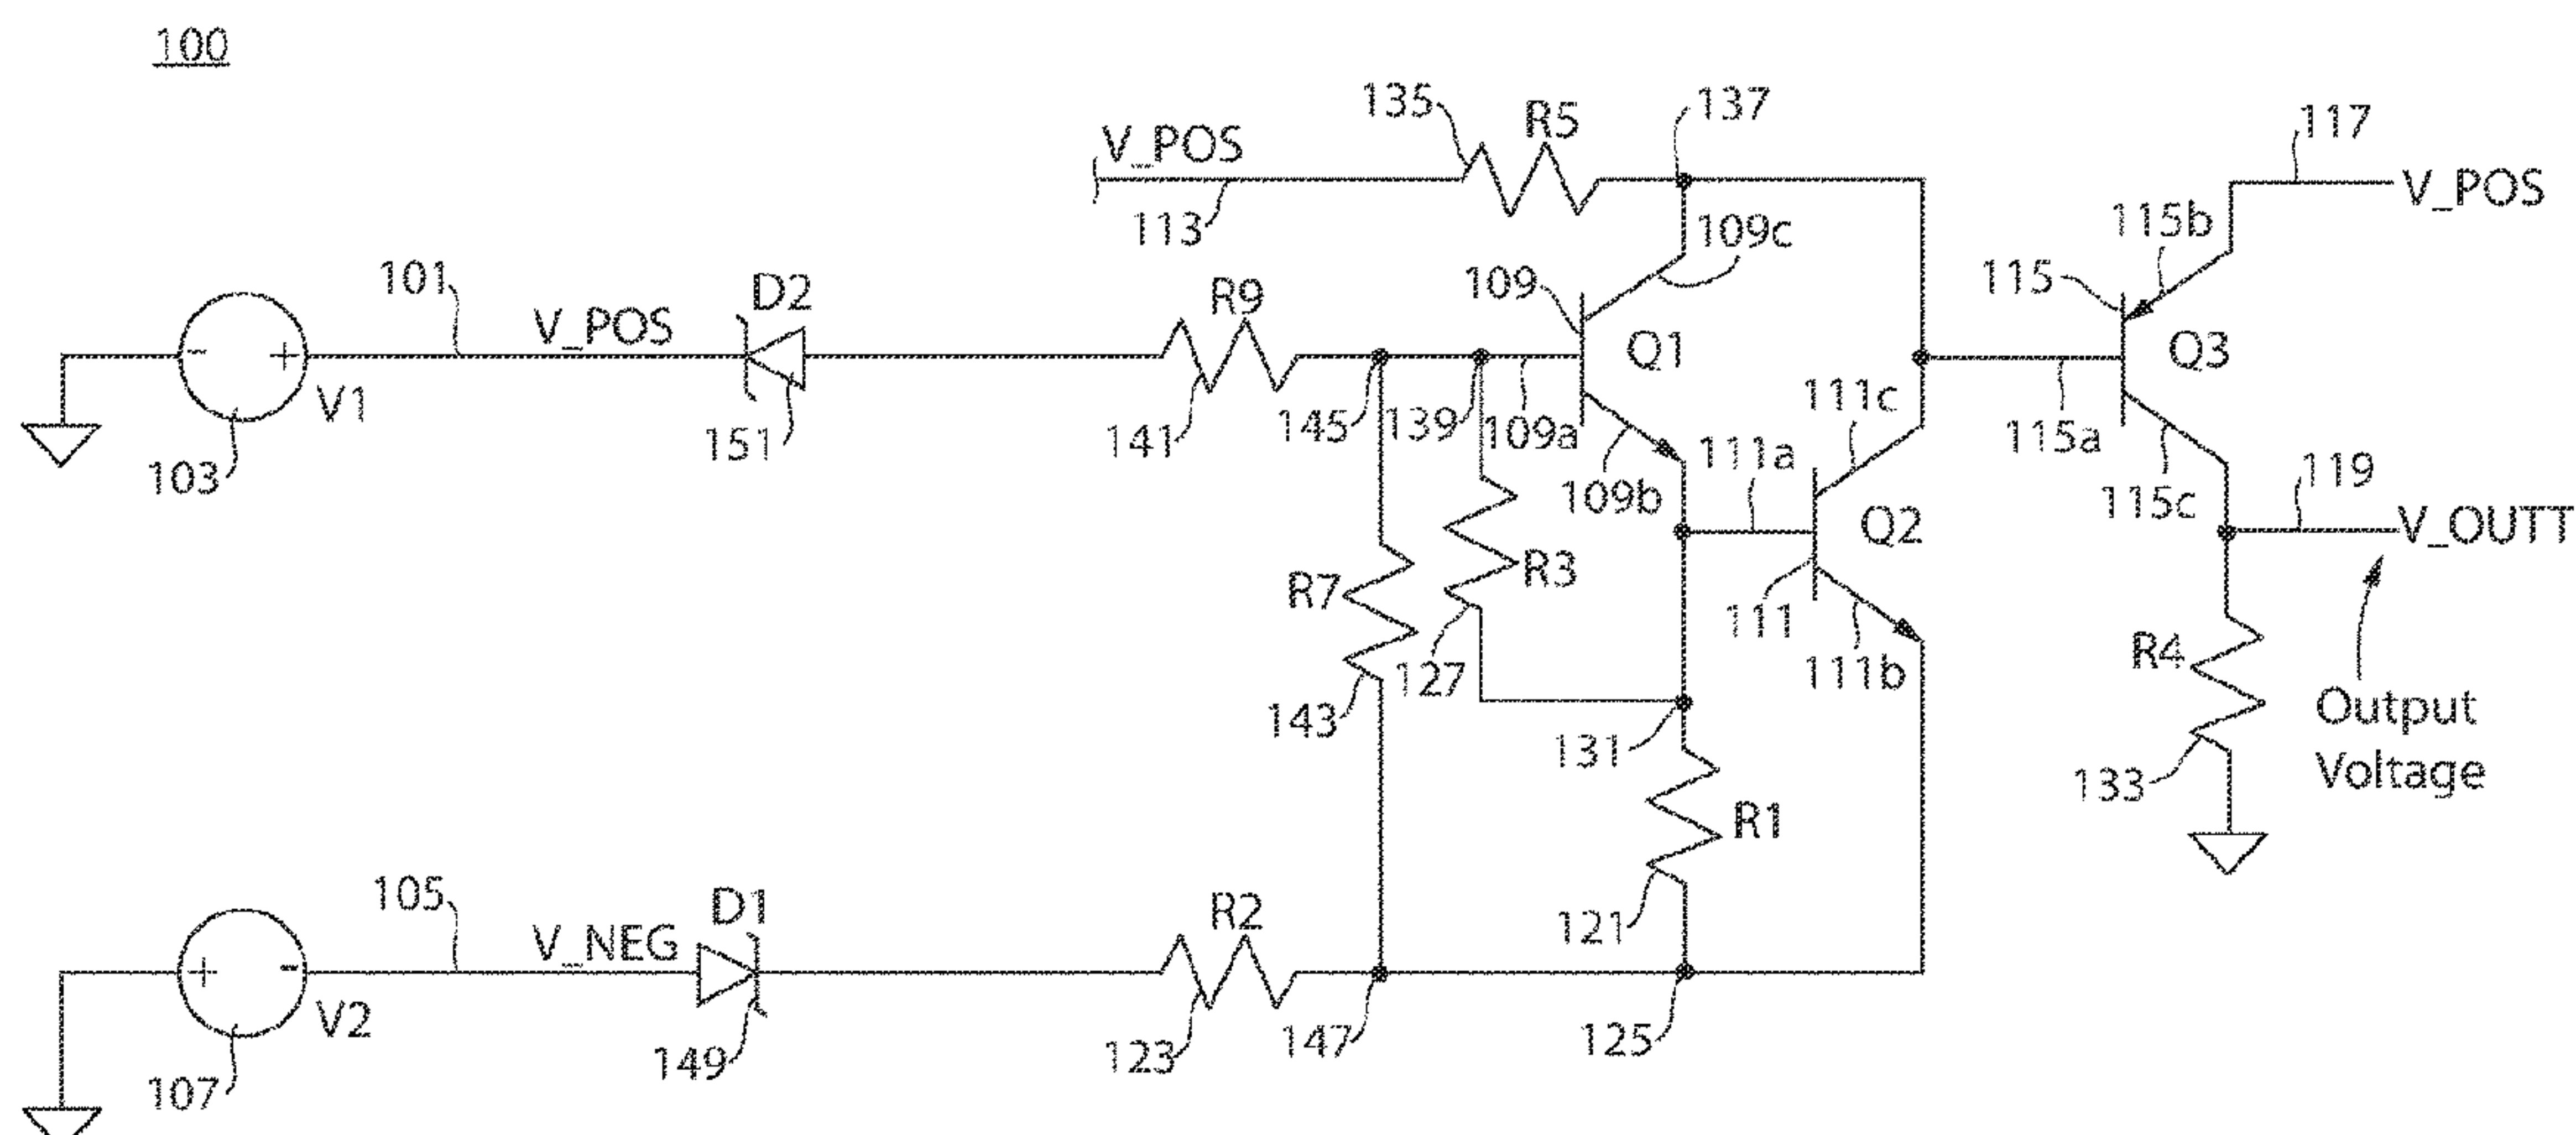 100
135
R5
137
117
V_POS
V_POS
113
109c
115b
115
101
V_POS
D2
R9
109
Q1
Q3
V1
103
151
141
145
139
109a
109b
111a
111c
115a
115c
119
V_OUTT
Q2
R7
R3
127
143
131
111
111b
R4
Output
Voltage
133
R1
121
105
V_NEG
D1
R2
V2
107
149
123
147
125
+
-
+
-